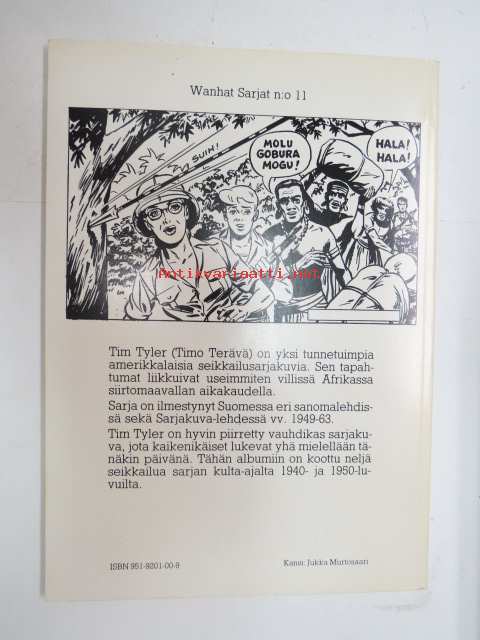 Wanhat Sarjat n:o 11
SUIH!
MOLU
GOBURA
MOGU!
HALA!
HALA!
Antikvariaatti.net
Tim Tyler (Timo Terävä) on yksi tunnetuimpia
amerikkalaisia seikkailusarjakuvia. Sen tapah-
tumat liikkuivat useimmiten villissä Afrikassa
siirtomaavallan aikakaudella.
Sarja on ilmestynyt Suomessa eri sanomalehdis-
sä sekä Sarjakuva-lehdessä vv. 1949-63.
Tim Tyler on hyvin piirretty vauhdikas sarjaku-
va, jota kaikenikäiset lukevat yhä mielellään tä-
näkin päivänä. Tähän albumiin on koottu neljä
seikkailua sarjan kulta-ajalta 1940- ja 1950-lu-
vuilta.
ISBN 951-9201-00-9
Kansi: Jukka Murtosaari